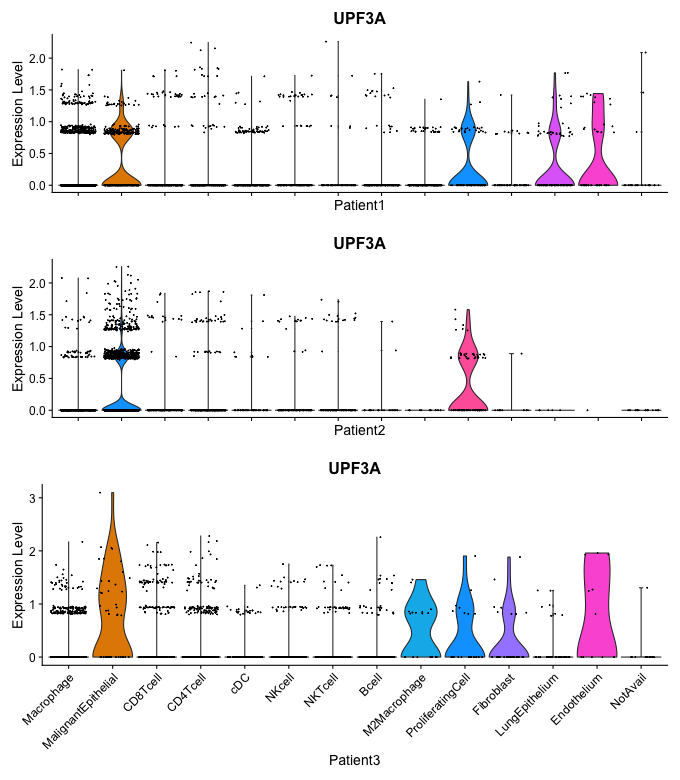 UPF3A
Expression Level
2.0
1.5
1.0
0.5
0.0
Patient1
UPF3A
Expression Level
2.0
1.5
1.0
0.5
0.0
Patient2
UPF3A
Expression Level
3
2
1
0
Macrophage
MalignantEpithelial
CD8Tcell
CD4Tcell
cDC
NKcell
NKTcell
Bcell
M2Macrophage
ProliferatingCell
Fibroblast
LungEpithelium
Endothelium
NotAvail
Patient3